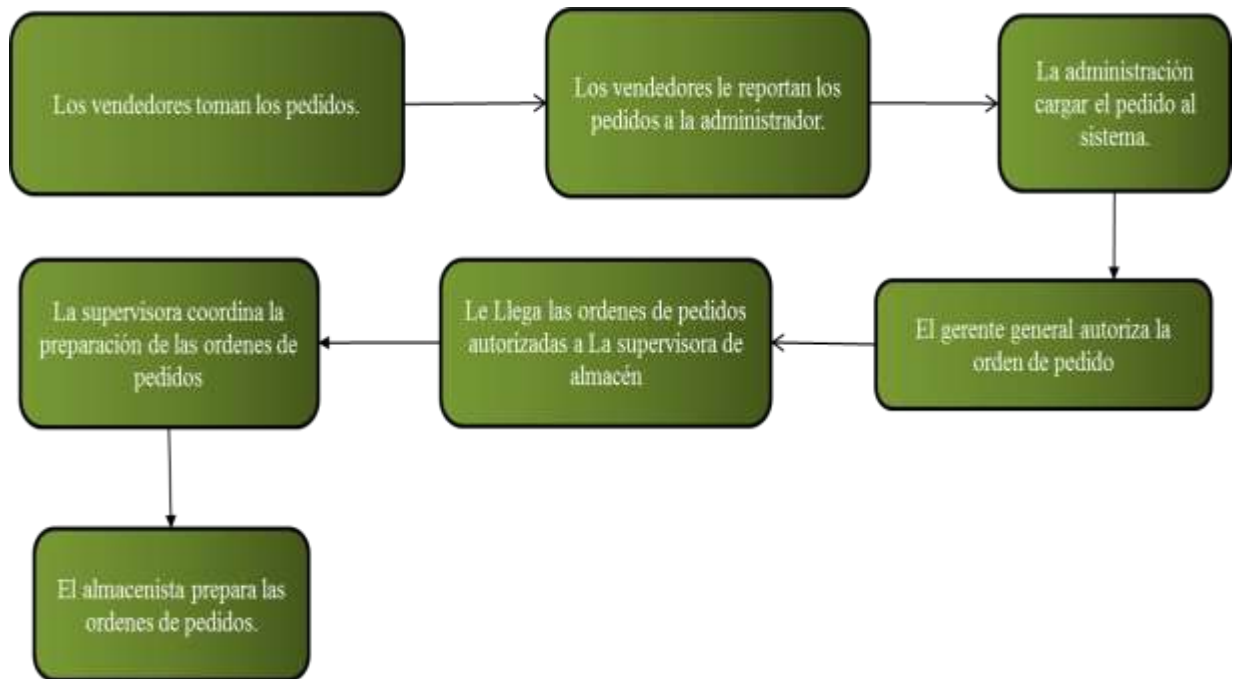 Los vendedores toman los pedidos.
Los vendedores le reportan los
pedidos a la administrador.
La administración
cargar el pedido al
sistema.
El gerente general autoriza la
orden de pedido
Le Llega las ordenes de pedidos
autorizadas a La supervisora de
almacén
La supervisora coordina la
preparación de las ordenes de
pedidos
El almacenista prepara las
ordenes de pedidos.